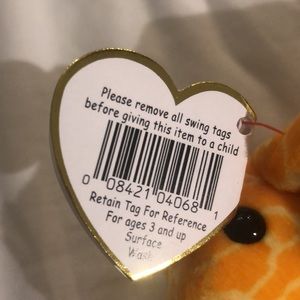 Please remove all swing tags
before giving this item to a child
0 08421 04068 1
Retain Tag For Reference
For ages 3 and up
Surface
Wash